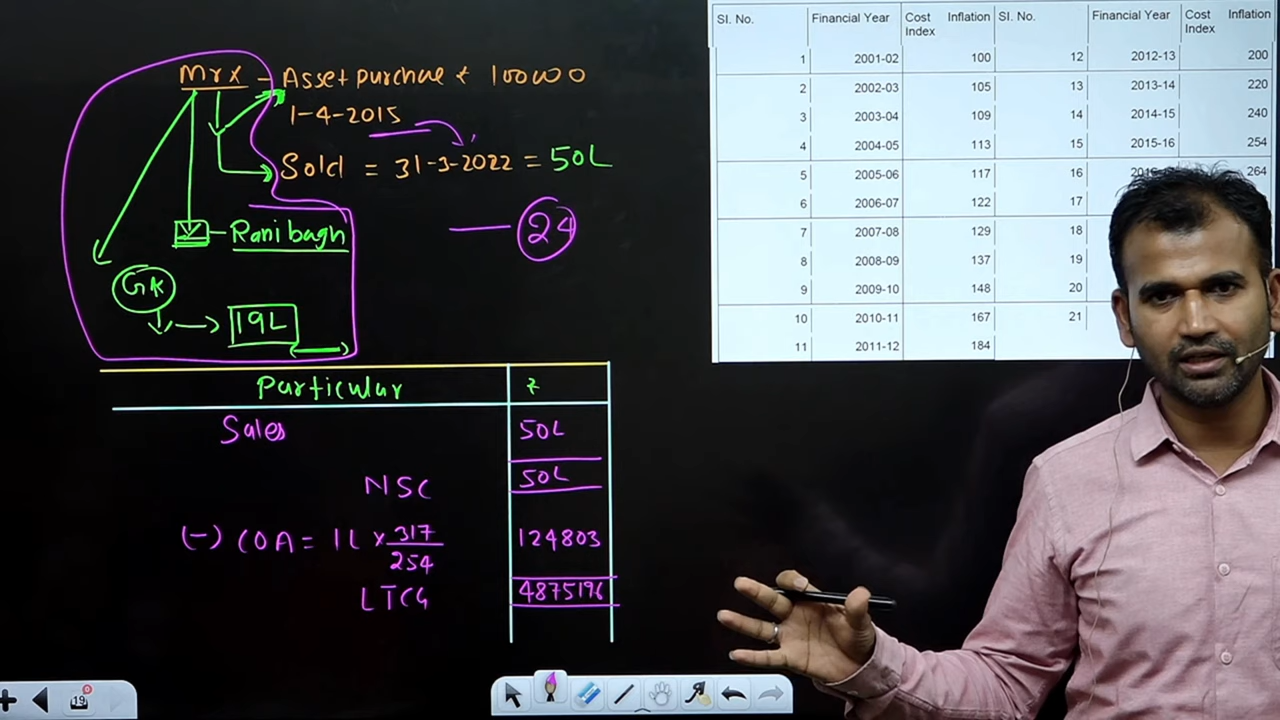 Mr X - Asset purchase ₹ 100000
1-4-2015
Sold = 31-3-2022 = 50L
Rani bagh
24
GK
19L
Particular ₹
Sales 50L
NSC 50L
(-) COA = 1L × 317/254 124803
LTCG 4875196
SI. No. Financial Year Cost Inflation Index SI. No. Financial Year Cost Inflation Index
1 2001-02 100 12 2012-13 200
2 2002-03 105 13 2013-14 220
3 2003-04 109 14 2014-15 240
4 2004-05 113 15 2015-16 254
5 2005-06 117 16 264
6 2006-07 122 17
7 2007-08 129 18
8 2008-09 137 19
9 2009-10 148 20
10 2010-11 167 21
11 2011-12 184
19